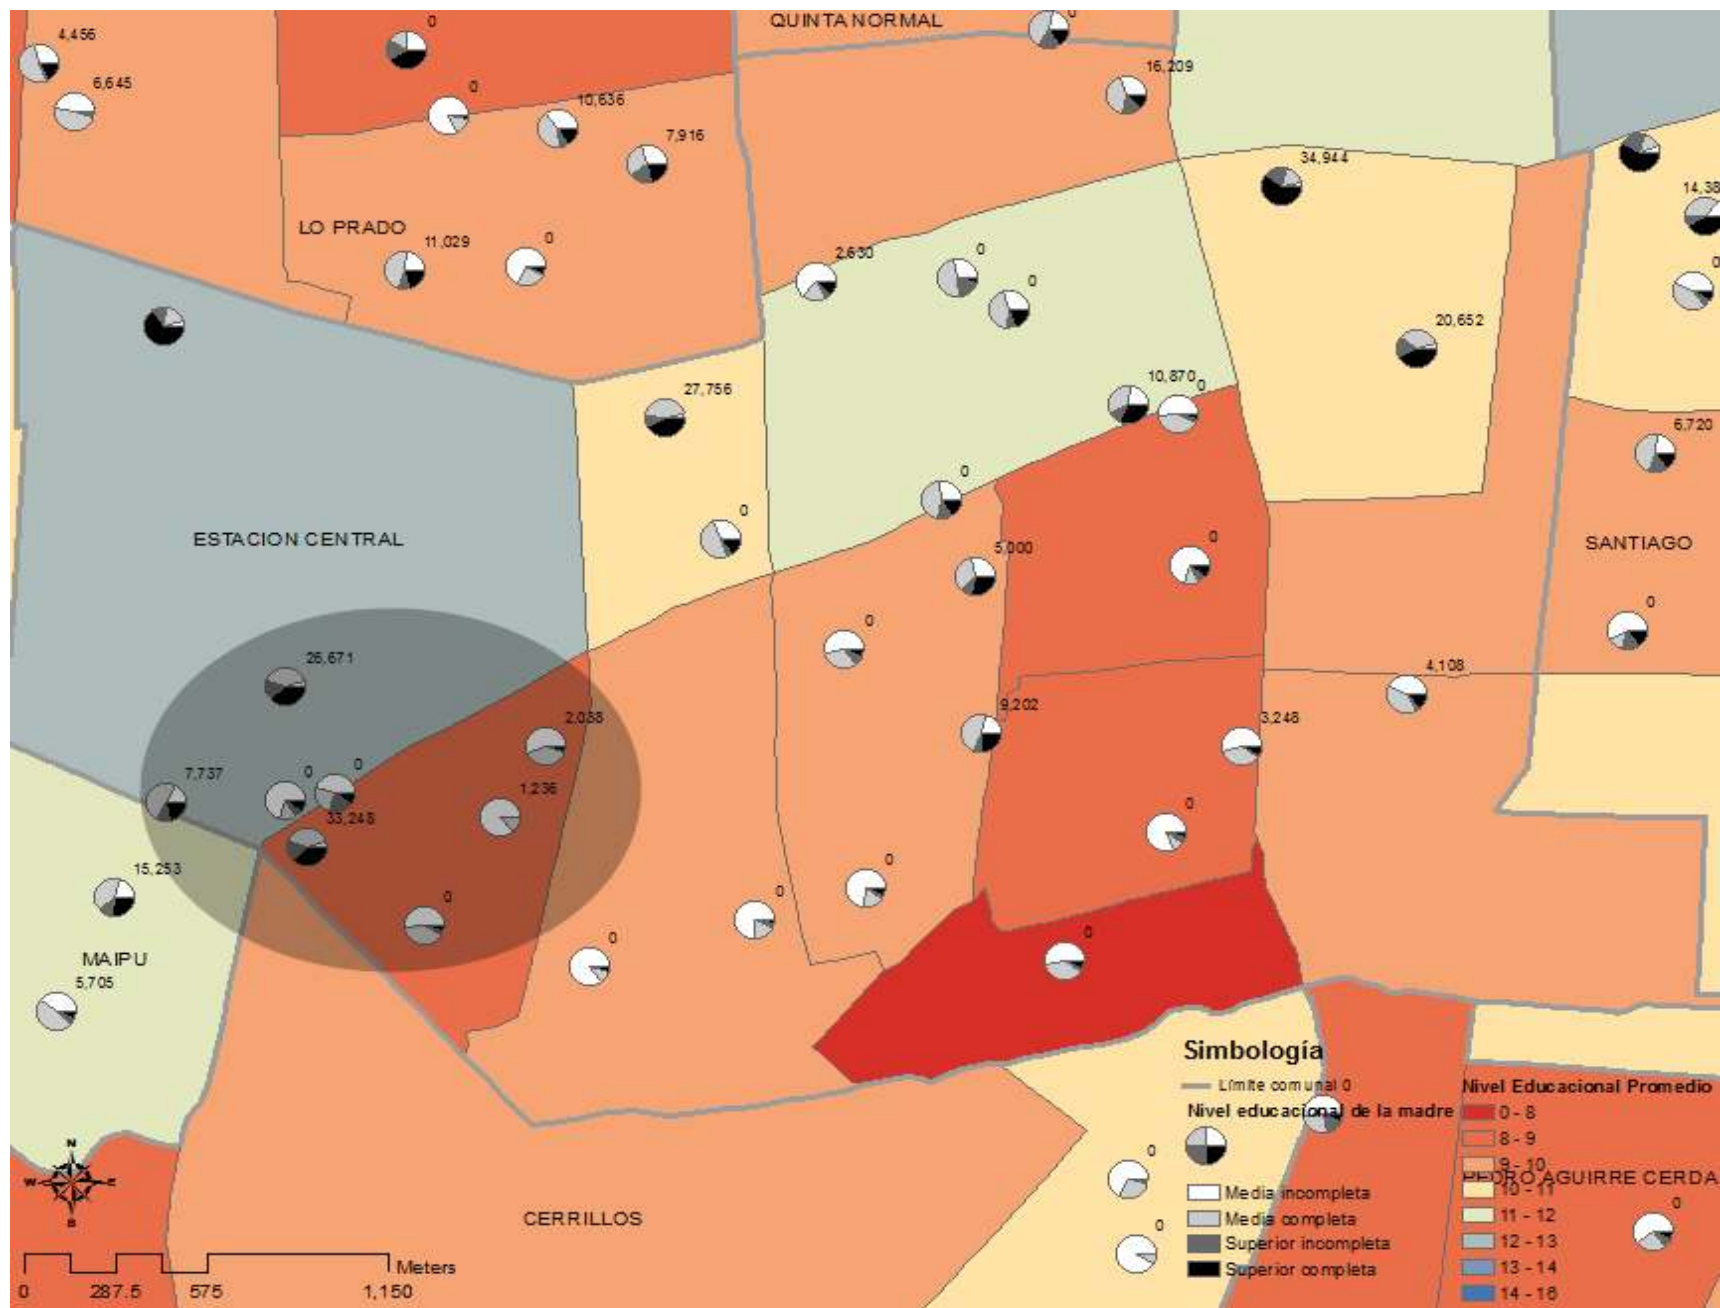 0
QUINTA NORMAL
0
4,456
6,645
0
10,636
16,209
7,916
34,944
14,38
LO PRADO
11,029
0
2,630
0
0
0
20,652
27,756
10,870
0
6,720
0
0
ESTACION CENTRAL
5,000
0
SANTIAGO
0
0
26,671
4,108
2,038
9,202
3,248
7,737
0
0
1,236
33,248
0
15,253
0
0
0
0
0
MAIPU
5,705
Simbología
Límite comunal 0
Nivel educacional de la madre
Media incompleta
Media completa
Superior incompleta
Superior completa
Nivel Educacional Promedio
0 - 8
8 - 9
9 - 10
PEDRO AGUIRRE CERDA
10 - 11
11 - 12
12 - 13
13 - 14
14 - 16
0
0
0
CERRILLOS
N
W
E
S
Meters
0
287.5
575
1,150